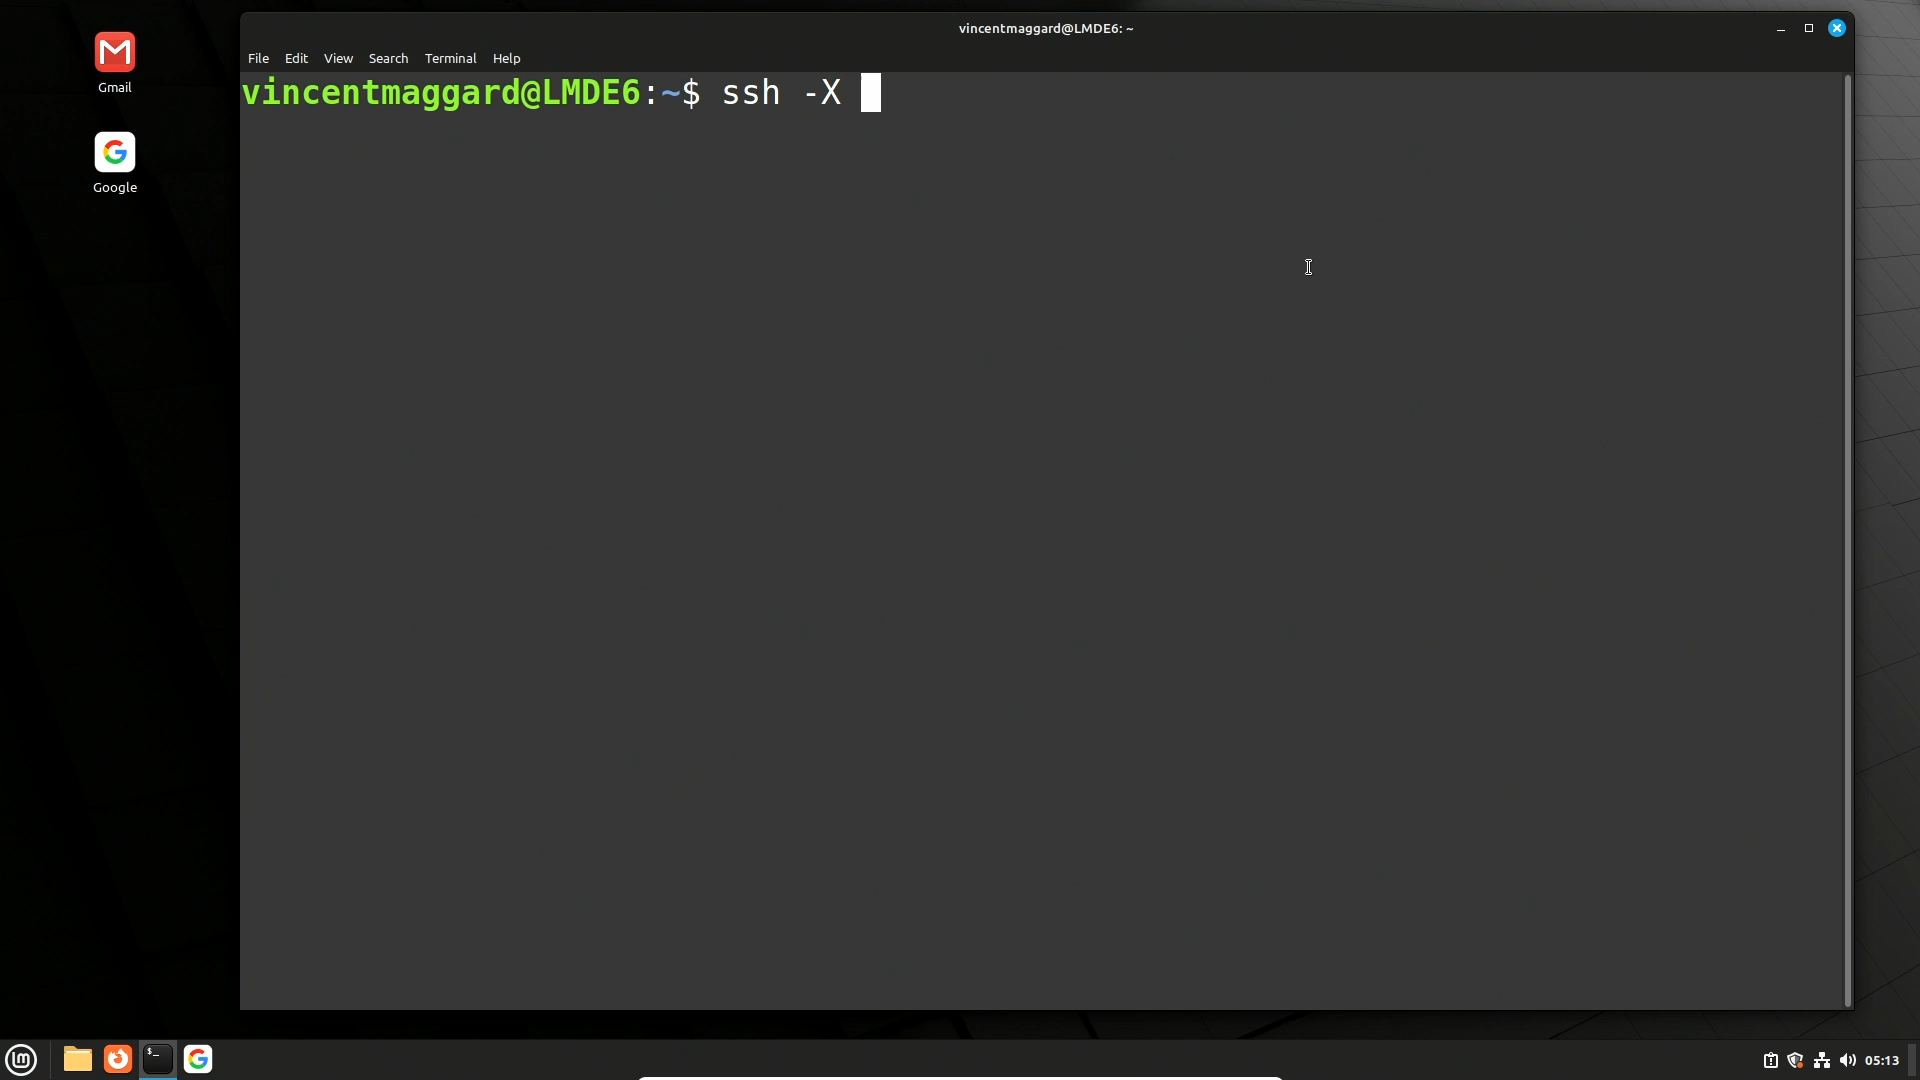 vincentmaggard@LMDE6: ~
File Edit View Search Terminal Help
vincentmaggard@LMDE6:~$ ssh -X
Gmail
Google
05:13